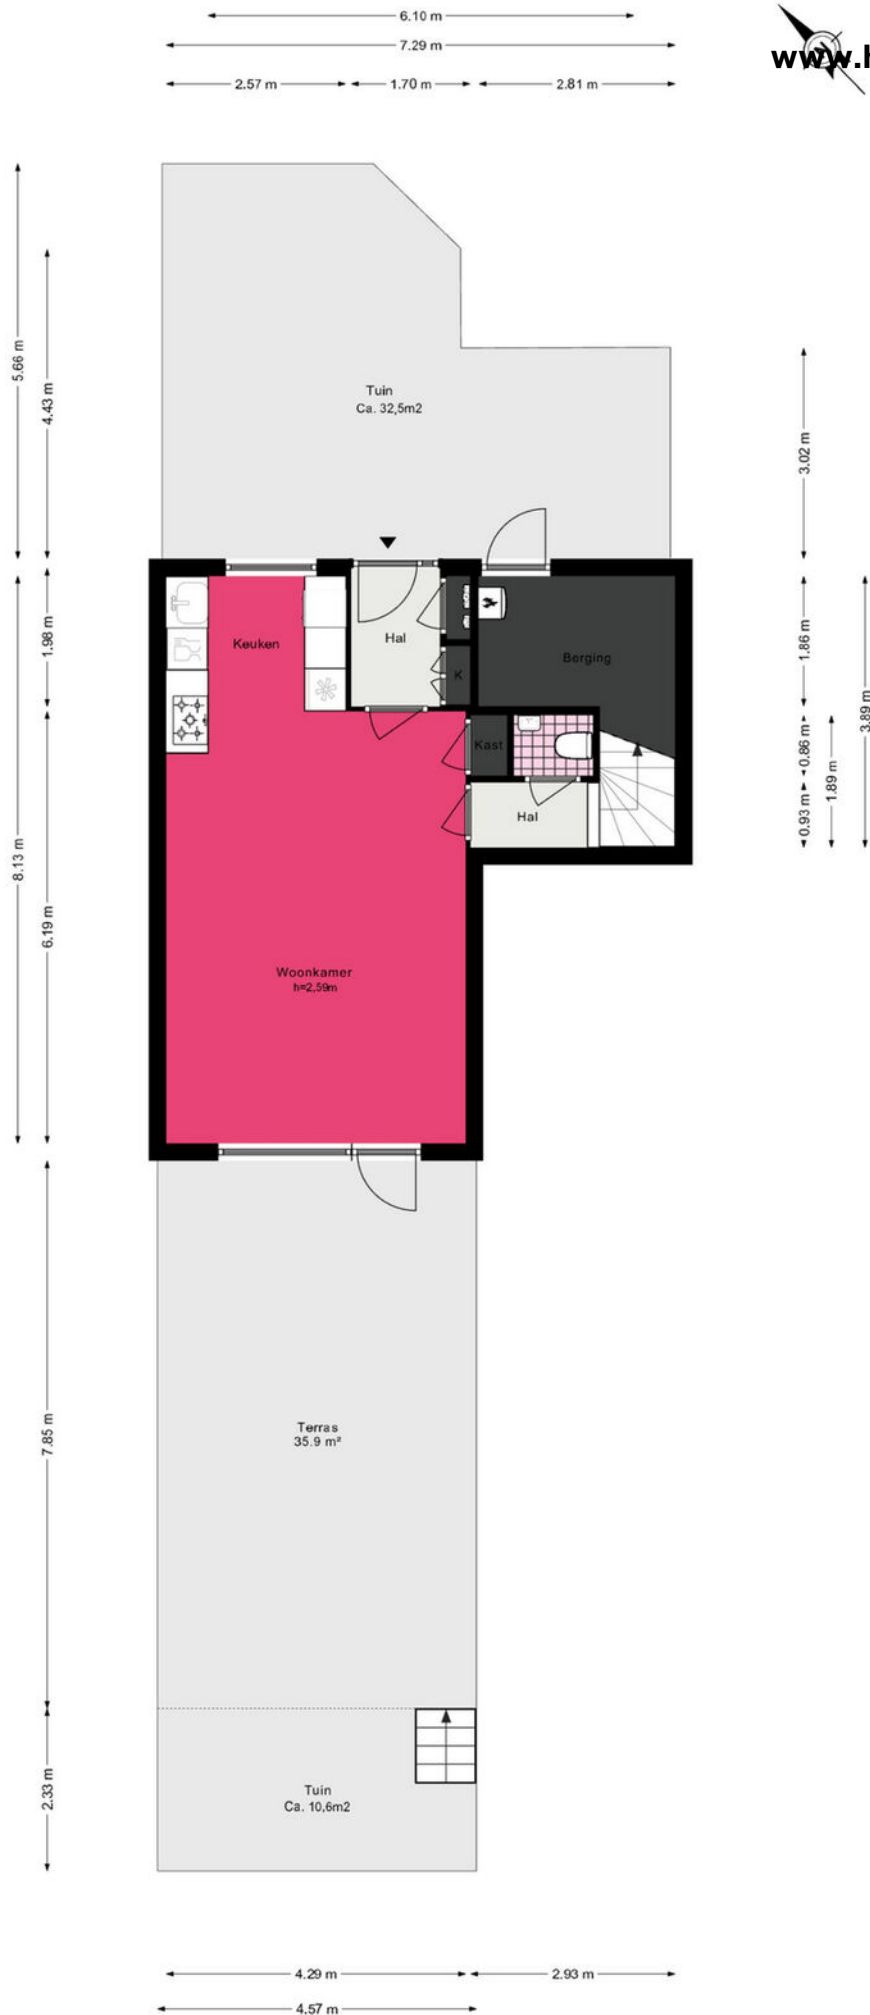 6.10 m
7.29 m
2.57 m
1.70 m
2.81 m
www.h
5.66 m
4.43 m
Tuin
Ca. 32,5m2
3.02 m
1.98 m
Keuken
Hal
K
Berging
1.86 m
3.89 m
0.86 m
1.89 m
0.93 m
Kast
Hal
8.13 m
6.19 m
Woonkamer
h=2,59m
7.85 m
Terras
35.9 m²
2.33 m
Tuin
Ca. 10,6m2
4.29 m
2.93 m
4.57 m